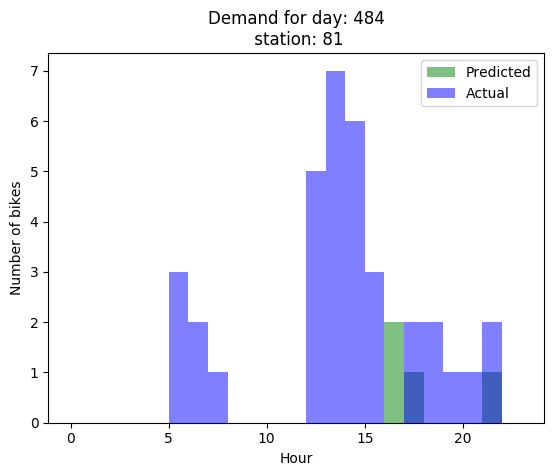 Demand for day: 484
station: 81
Predicted
Actual
7
6
5
4
3
2
1
0
Number of bikes
0
5
10
15
20
Hour